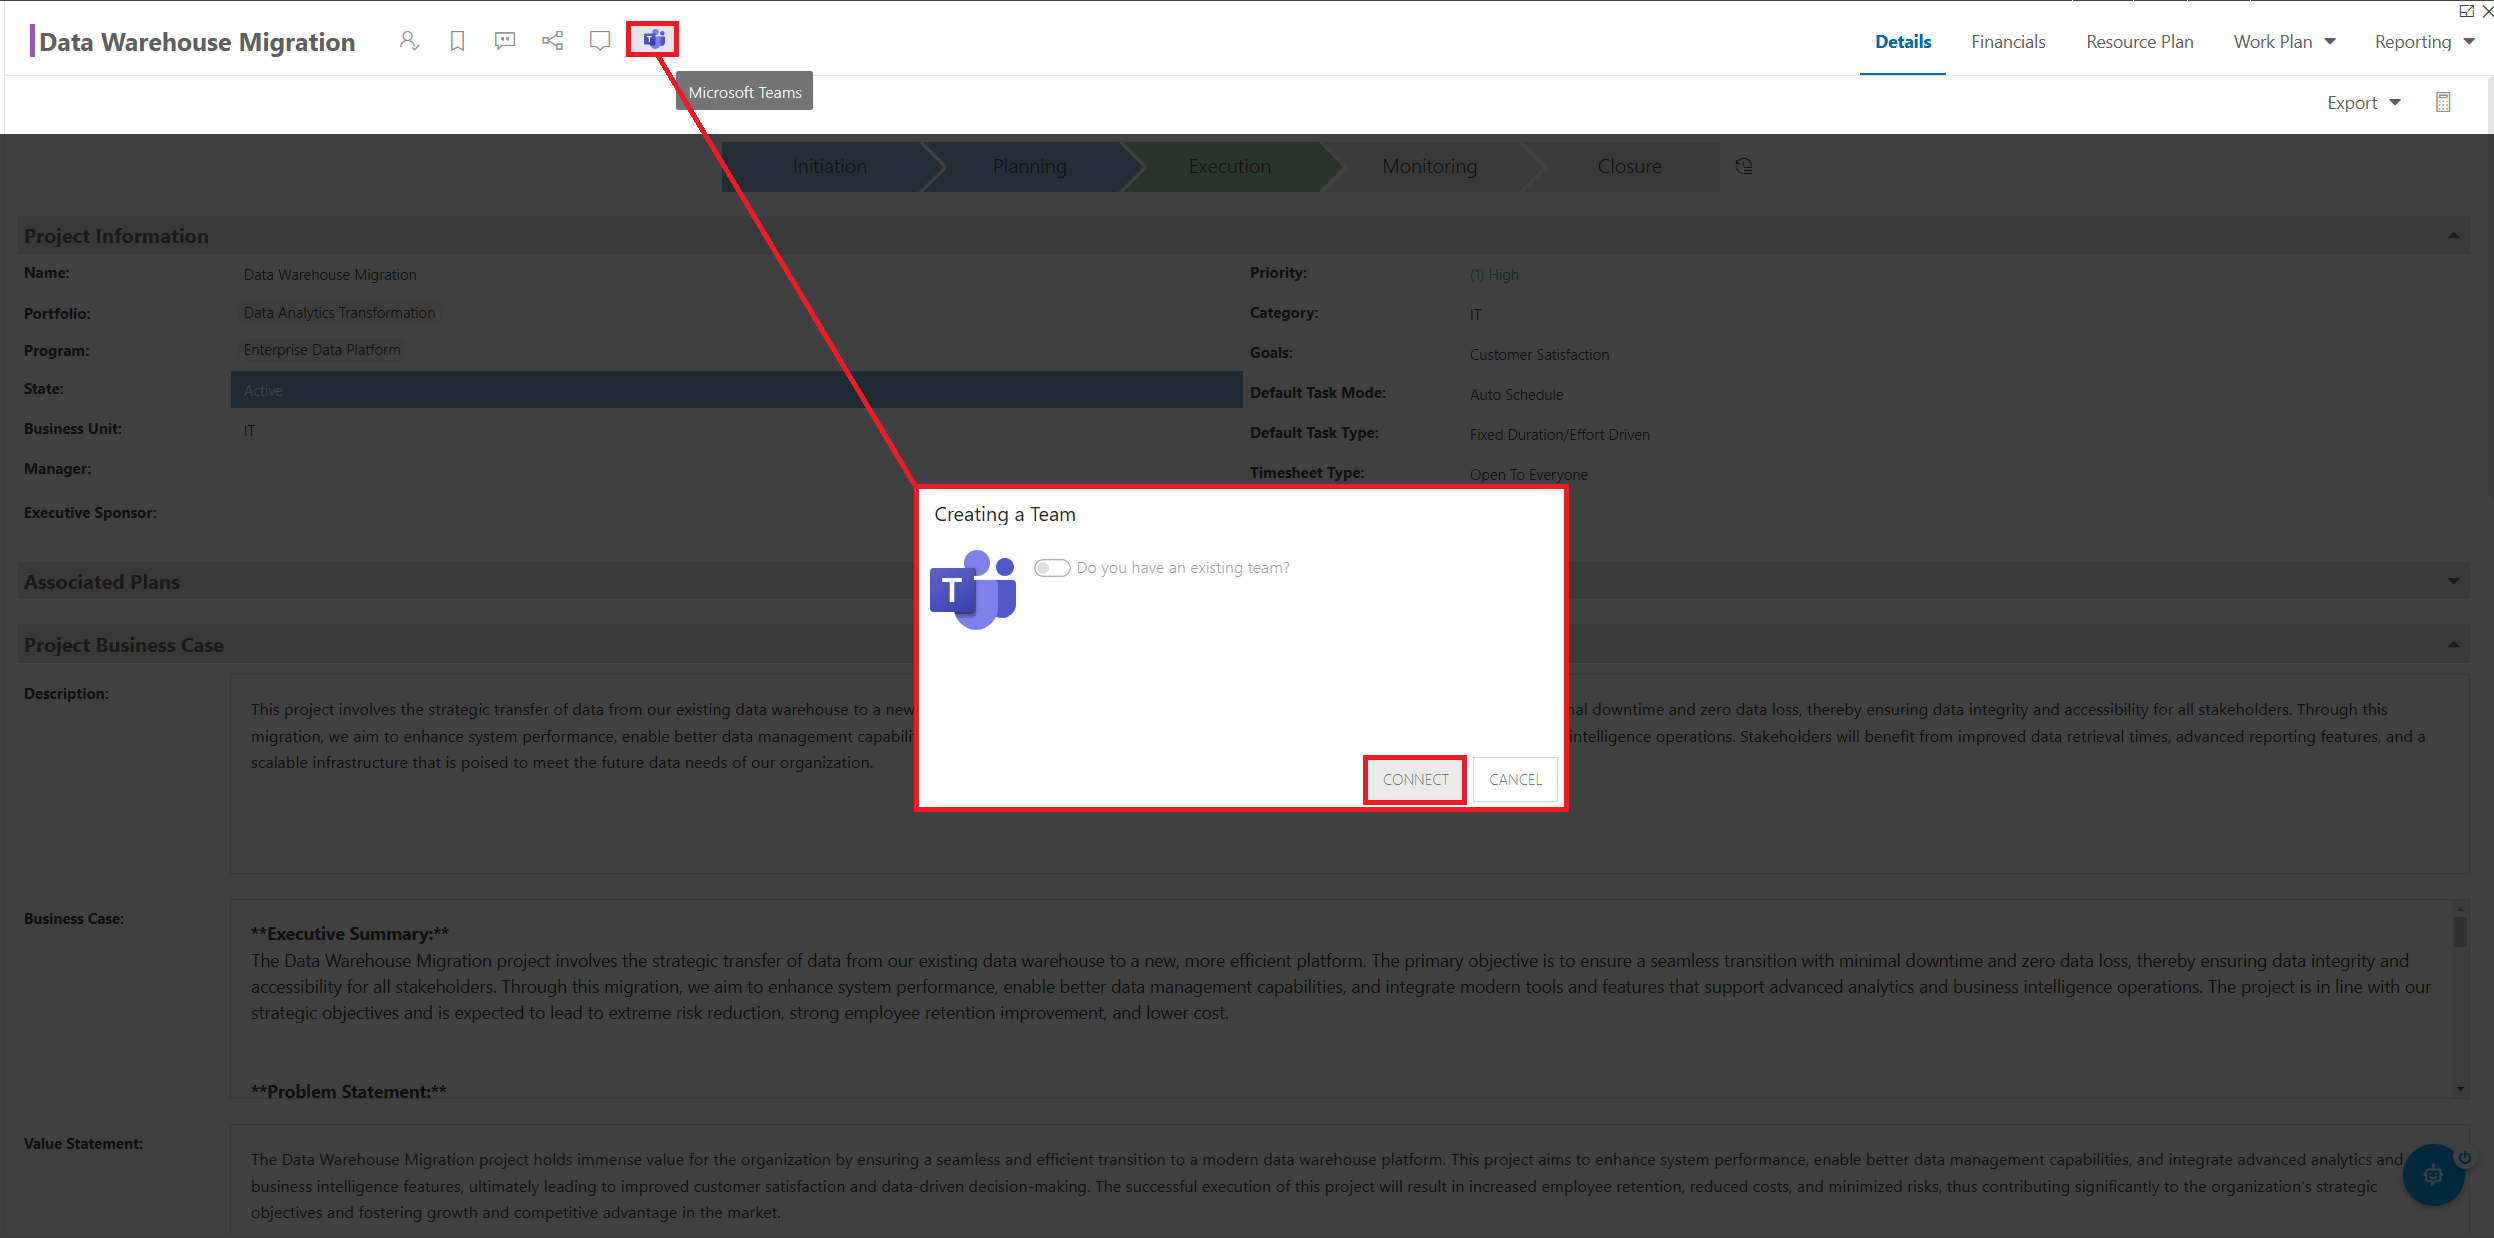 Data Warehouse Migration
Microsoft Teams
Details Financials Resource Plan Work Plan Reporting
Export
Initiation Planning Execution Monitoring Closure
Project Information
Name: Data Warehouse Migration
Portfolio: Data Analytics Transformation
Program: Enterprise Data Platform
State: Active
Business Unit: IT
Manager:
Executive Sponsor:
Priority: (1) High
Category: IT
Goals: Customer Satisfaction
Default Task Mode: Auto Schedule
Default Task Type: Fixed Duration/Effort Driven
Timesheet Type: Open To Everyone
Creating a Team
T
Do you have an existing team?
CONNECT CANCEL
Associated Plans
Project Business Case
Description:
This project involves the strategic transfer of data from our existing data warehouse to a new nal downtime and zero data loss, thereby ensuring data integrity and accessibility for all stakeholders. Through this
migration, we aim to enhance system performance, enable better data management capabili intelligence operations. Stakeholders will benefit from improved data retrieval times, advanced reporting features, and a
scalable infrastructure that is poised to meet the future data needs of our organization.
Business Case:
**Executive Summary:**
The Data Warehouse Migration project involves the strategic transfer of data from our existing data warehouse to a new, more efficient platform. The primary objective is to ensure a seamless transition with minimal downtime and zero data loss, thereby ensuring data integrity and
accessibility for all stakeholders. Through this migration, we aim to enhance system performance, enable better data management capabilities, and integrate modern tools and features that support advanced analytics and business intelligence operations. The project is in line with our
strategic objectives and is expected to lead to extreme risk reduction, strong employee retention improvement, and lower cost.
**Problem Statement:**
Value Statement:
The Data Warehouse Migration project holds immense value for the organization by ensuring a seamless and efficient transition to a modern data warehouse platform. This project aims to enhance system performance, enable better data management capabilities, and integrate advanced analytics and
business intelligence features, ultimately leading to improved customer satisfaction and data-driven decision-making. The successful execution of this project will result in increased employee retention, reduced costs, and minimized risks, thus contributing significantly to the organization's strategic
objectives and fostering growth and competitive advantage in the market.